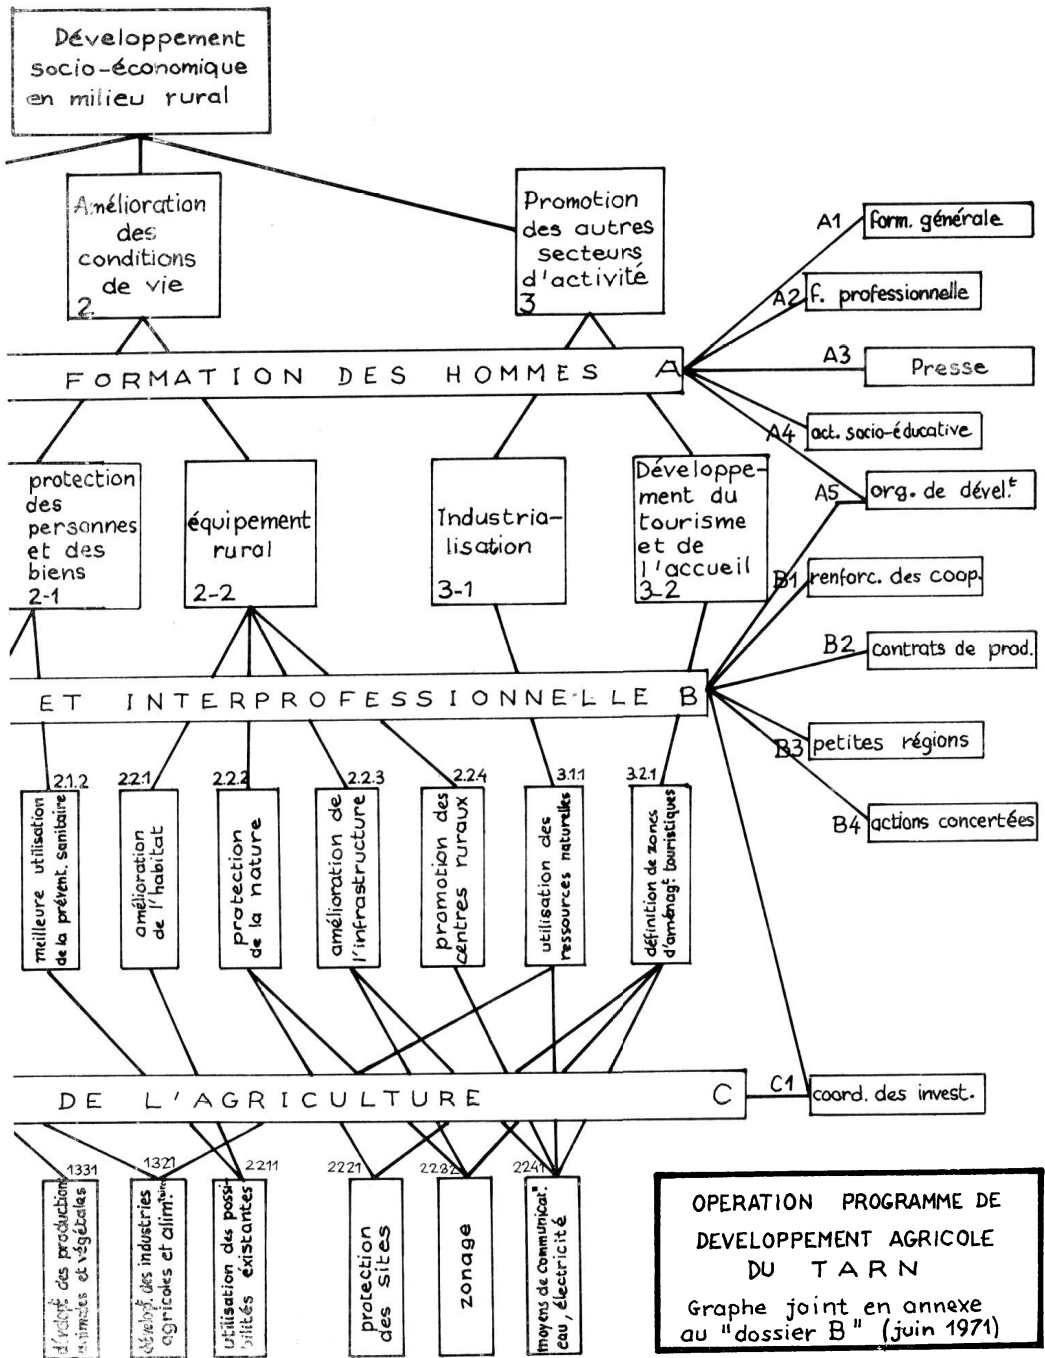 Développement
socio-économique
en milieu rural
Amélioration
des
conditions
de vie
2
Promotion
des autres
secteurs
d'activité
3
A1
form. générale
A2
f. professionnelle
A3
Presse
A4
act. socio-éducative
A5
org. de dével.t
FORMATION DES HOMMES A
protection
des
personnes
et des
biens
2-1
équipement
rural
2-2
Industria-
lisation
3-1
Développe-
ment du
tourisme
et de
l'accueil
3-2
B1
renforc. des coop.
B2
contrats de prod.
B3
petites régions
B4
actions concertées
ET INTERPROFESSIONNELLE B
2.1.2
meilleure utilisation
de la prévent. sanitaire
2.2.1
amélioration
de l'habitat
2.2.2
protection
de la nature
2.2.3
amélioration de
l'infrastructure
2.2.4
promotion des
centres ruraux
3.1.1
utilisation des
ressources naturelles
3.2.1
définition de zones
d'aménagt. touristiques
DE L'AGRICULTURE C
C1
coord. des invest.
1331
dévelopt. des productions
animales et végétales
1321
dévelopt. des industries
agricoles et alimtaires
2211
utilisation des possi-
bilités éxistantes
2221
protection
des sites
2232
zonage
2241
moyens de communicat.n
eau, électricité
OPERATION PROGRAMME DE
DEVELOPPEMENT AGRICOLE
DU TARN
Graphe joint en annexe
au "dossier B" (juin 1971)